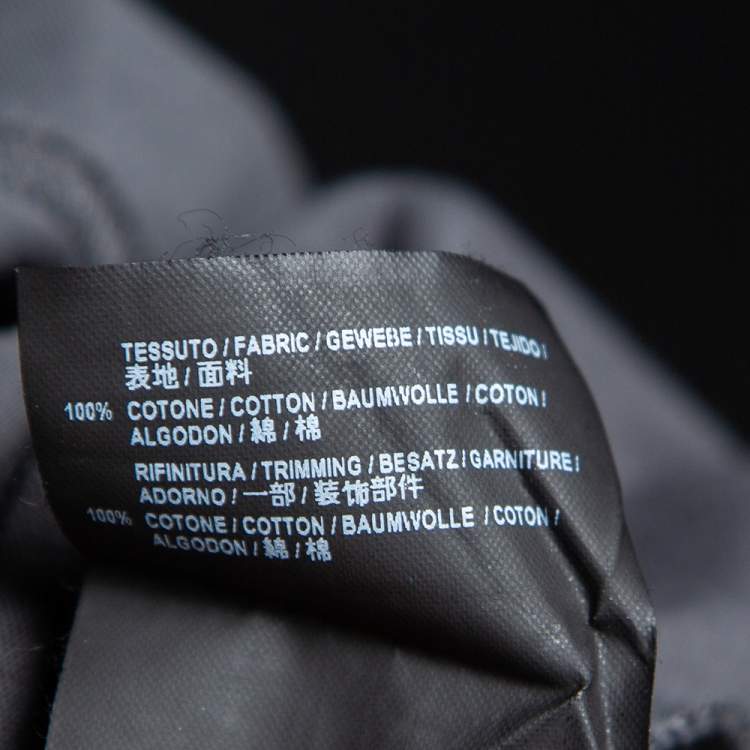 TESSUTO / FABRIC / GEWEBE / TISSU / TEJIDO /
表地 / 面料
100% COTONE / COTTON / BAUMWOLLE / COTON /
ALGODON / 綿 / 棉
RIFINITURA / TRIMMING / BESATZ / GARNITURE /
ADORNO / 一部 / 装饰部件
100% COTONE / COTTON / BAUMWOLLE / COTON /
ALGODON / 綿 / 棉